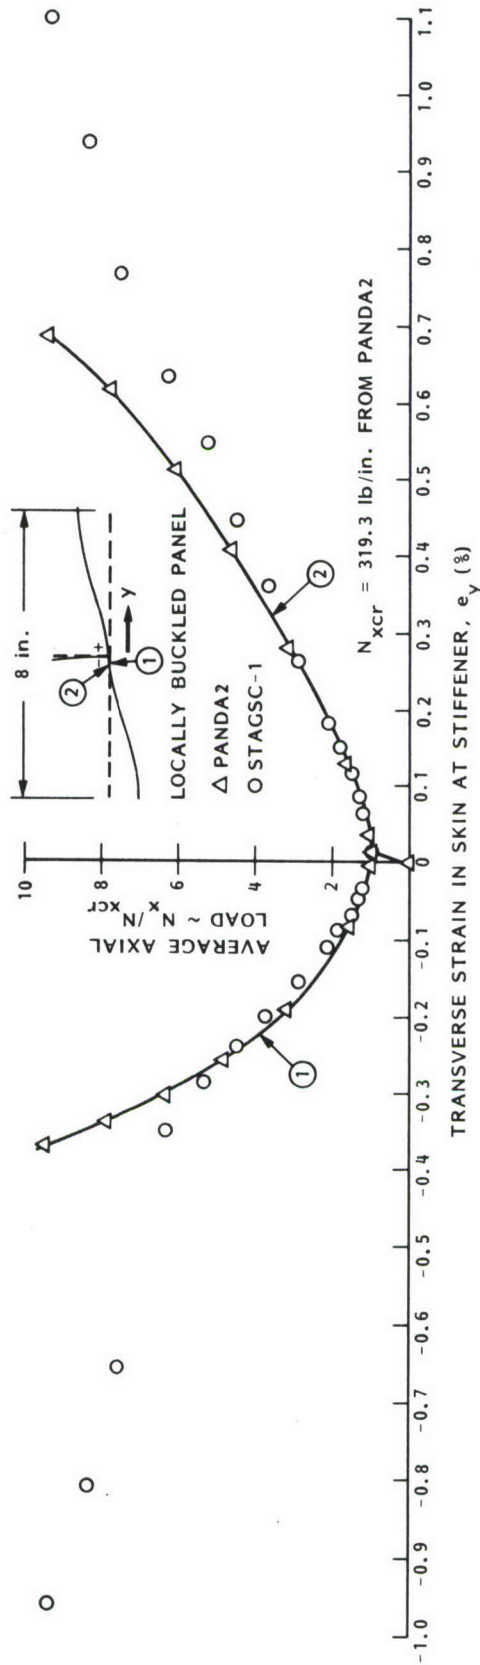 8 in.
2
1
y
+
LOCALLY BUCKLED PANEL
△ PANDA2
○ STAGSC-1
10
8
6
4
2
AVERAGE AXIAL
LOAD ~ Nx/Nxcr
1
2
Nxcr = 319.3 lb/in. FROM PANDA2
-1.0 -0.9 -0.8 -0.7 -0.6 -0.5 -0.4 -0.3 -0.2 -0.1 0 0.1 0.2 0.3 0.4 0.5 0.6 0.7 0.8 0.9 1.0 1.1
TRANSVERSE STRAIN IN SKIN AT STIFFENER, ey (%)